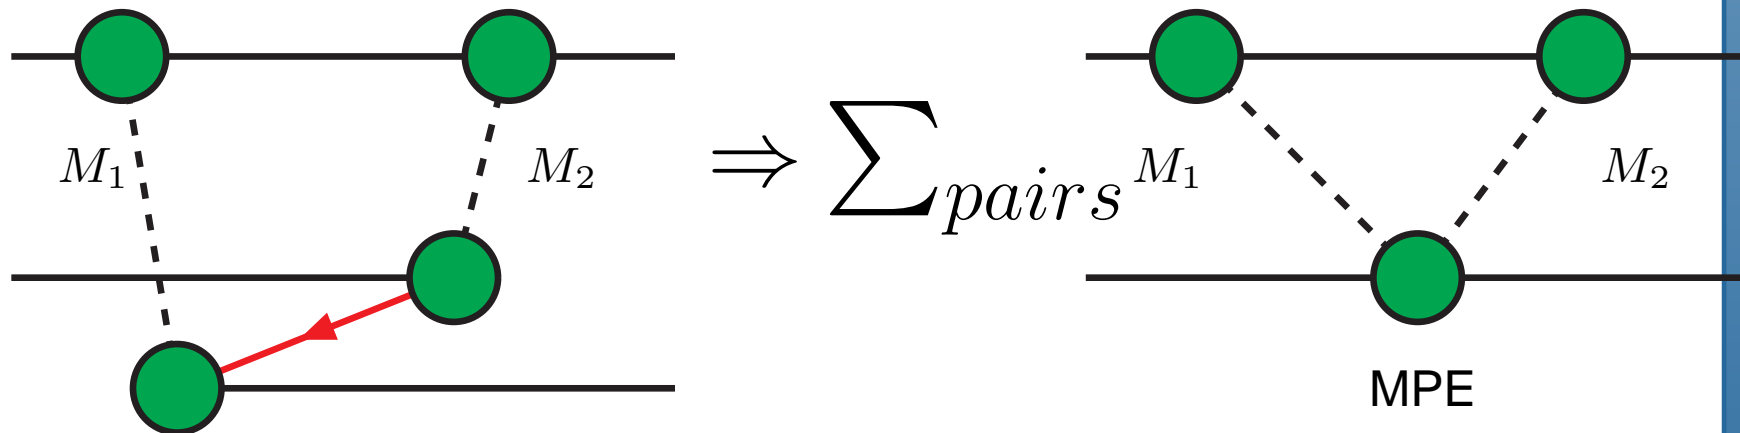 M₁ M₂ ⇒ ∑pairs M₁ M₂
MPE